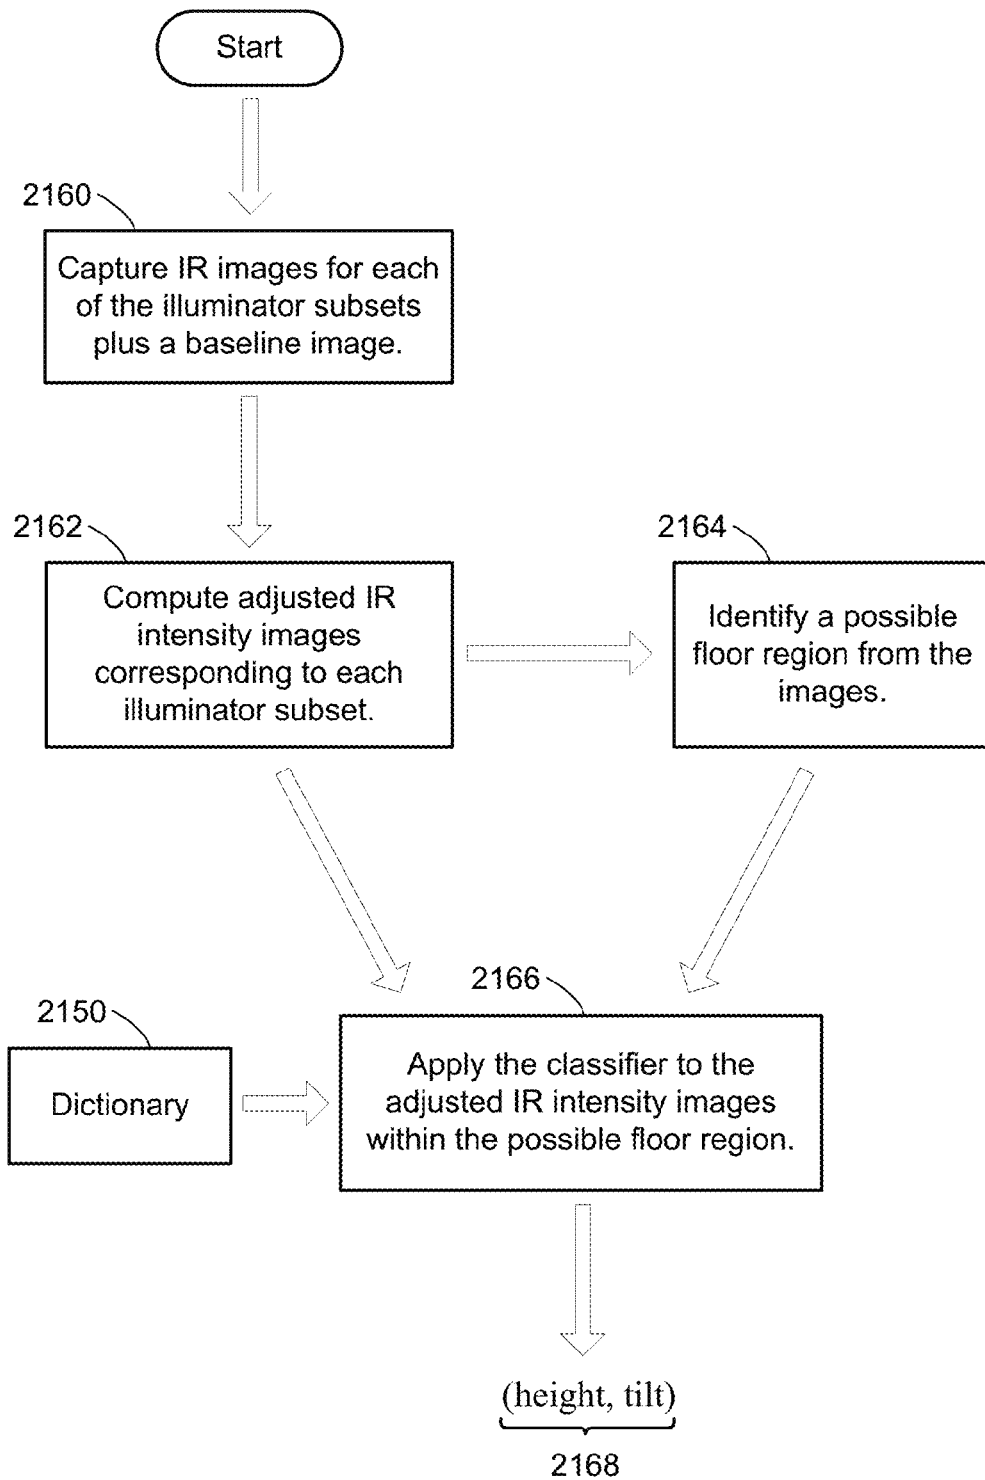 Start
2160
Capture IR images for each
of the illuminator subsets
plus a baseline image.
2162
Compute adjusted IR
intensity images
corresponding to each
illuminator subset.
2164
Identify a possible
floor region from the
images.
2166
Apply the classifier to the
adjusted IR intensity images
within the possible floor region.
2150
Dictionary
(height, tilt)
2168